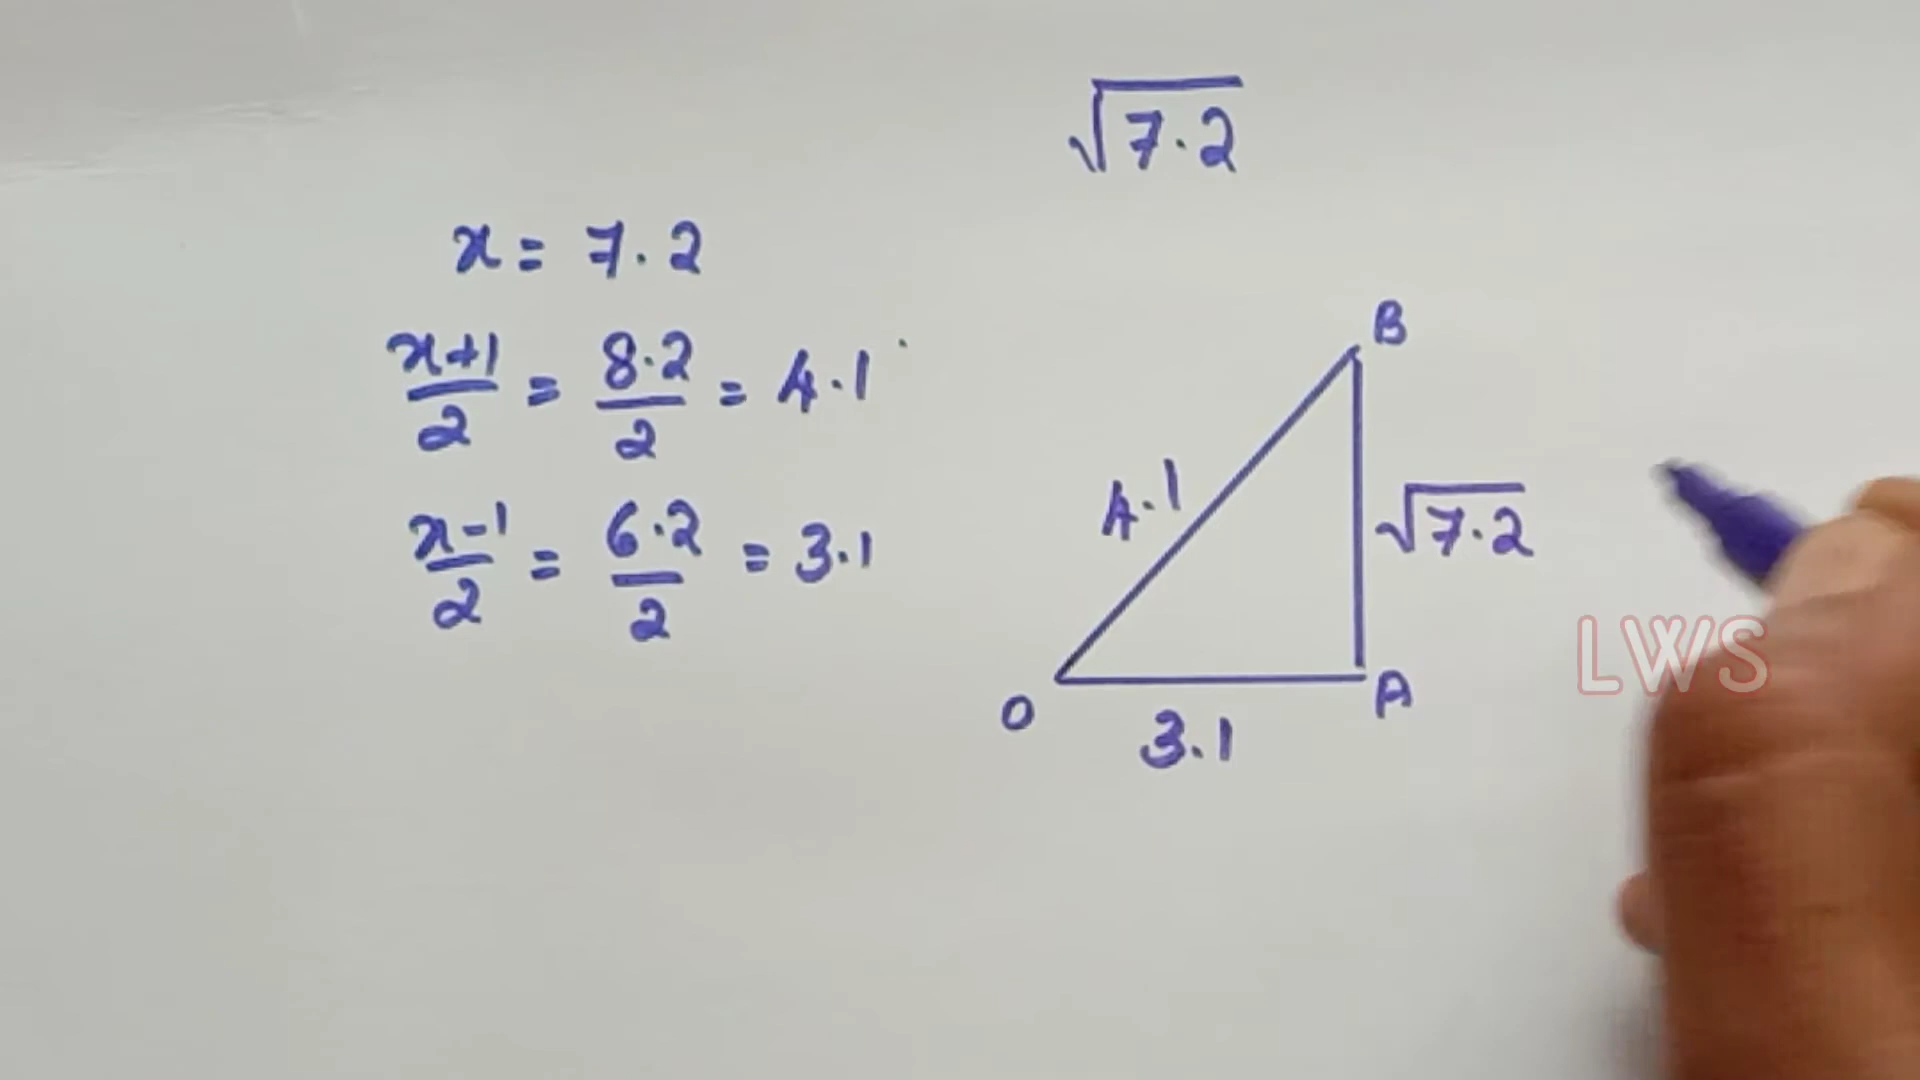 √7.2
x = 7.2
x+1/2 = 8.2/2 = 4.1
x-1/2 = 6.2/2 = 3.1
B
4.1
√7.2
O
A
3.1
LWS